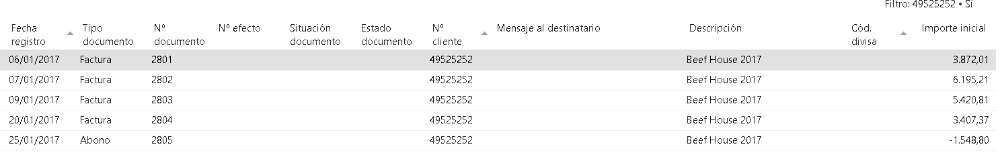 Filtro: 49525252 • Sí
Fecha registro Tipo documento Nº documento Nº efecto Situación documento Estado documento Nº cliente Mensaje al destinatario Descripción Cód. divisa Importe inicial
06/01/2017 Factura 2801 49525252 Beef House 2017 3.872,01
07/01/2017 Factura 2802 49525252 Beef House 2017 6.195,21
09/01/2017 Factura 2803 49525252 Beef House 2017 5.420,81
20/01/2017 Factura 2804 49525252 Beef House 2017 3.407,37
25/01/2017 Abono 2805 49525252 Beef House 2017 -1.548,80